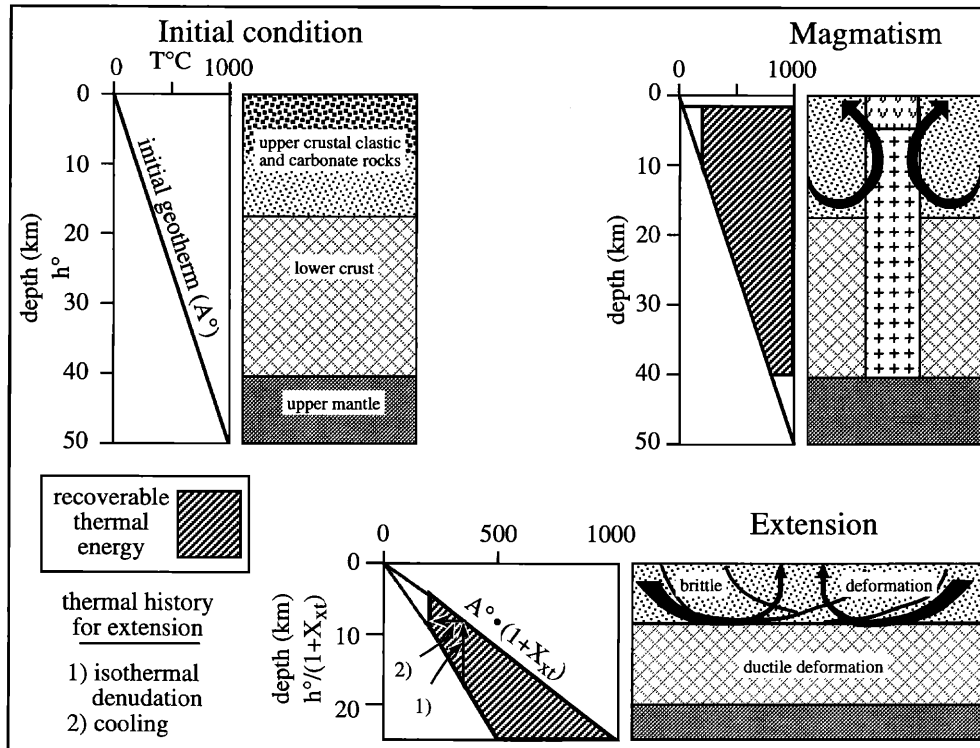 Initial condition
T°C
0 1000
0
10
20
30
40
50
depth (km)
h°
initial geotherm (A°)
upper crustal clastic
and carbonate rocks
lower crust
upper mantle
Magmatism
0 1000
0
10
20
30
40
50
depth (km)
v v v
recoverable
thermal
energy
thermal history
for extension
1) isothermal
denudation
2) cooling
Extension
0 500 1000
0
10
20
depth (km)
h°/(1+Xxt)
A°•(1+Xxt)
2)
1)
brittle deformation
ductile deformation